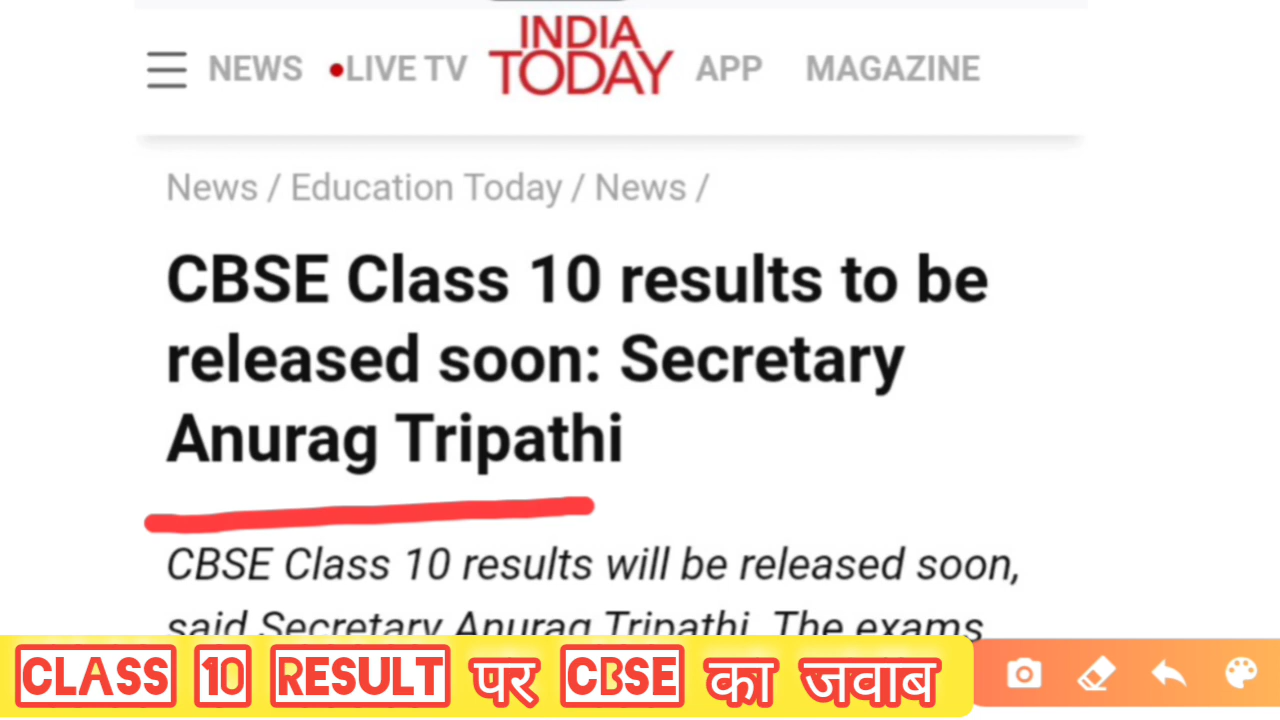 INDIA
NEWS LIVE TV TODAY APP MAGAZINE
News / Education Today / News /
CBSE Class 10 results to be
released soon: Secretary
Anurag Tripathi
CBSE Class 10 results will be released soon,
said Secretary Anurag Tripathi. The exams
CLASS 10 RESULT पर CBSE का जवाब